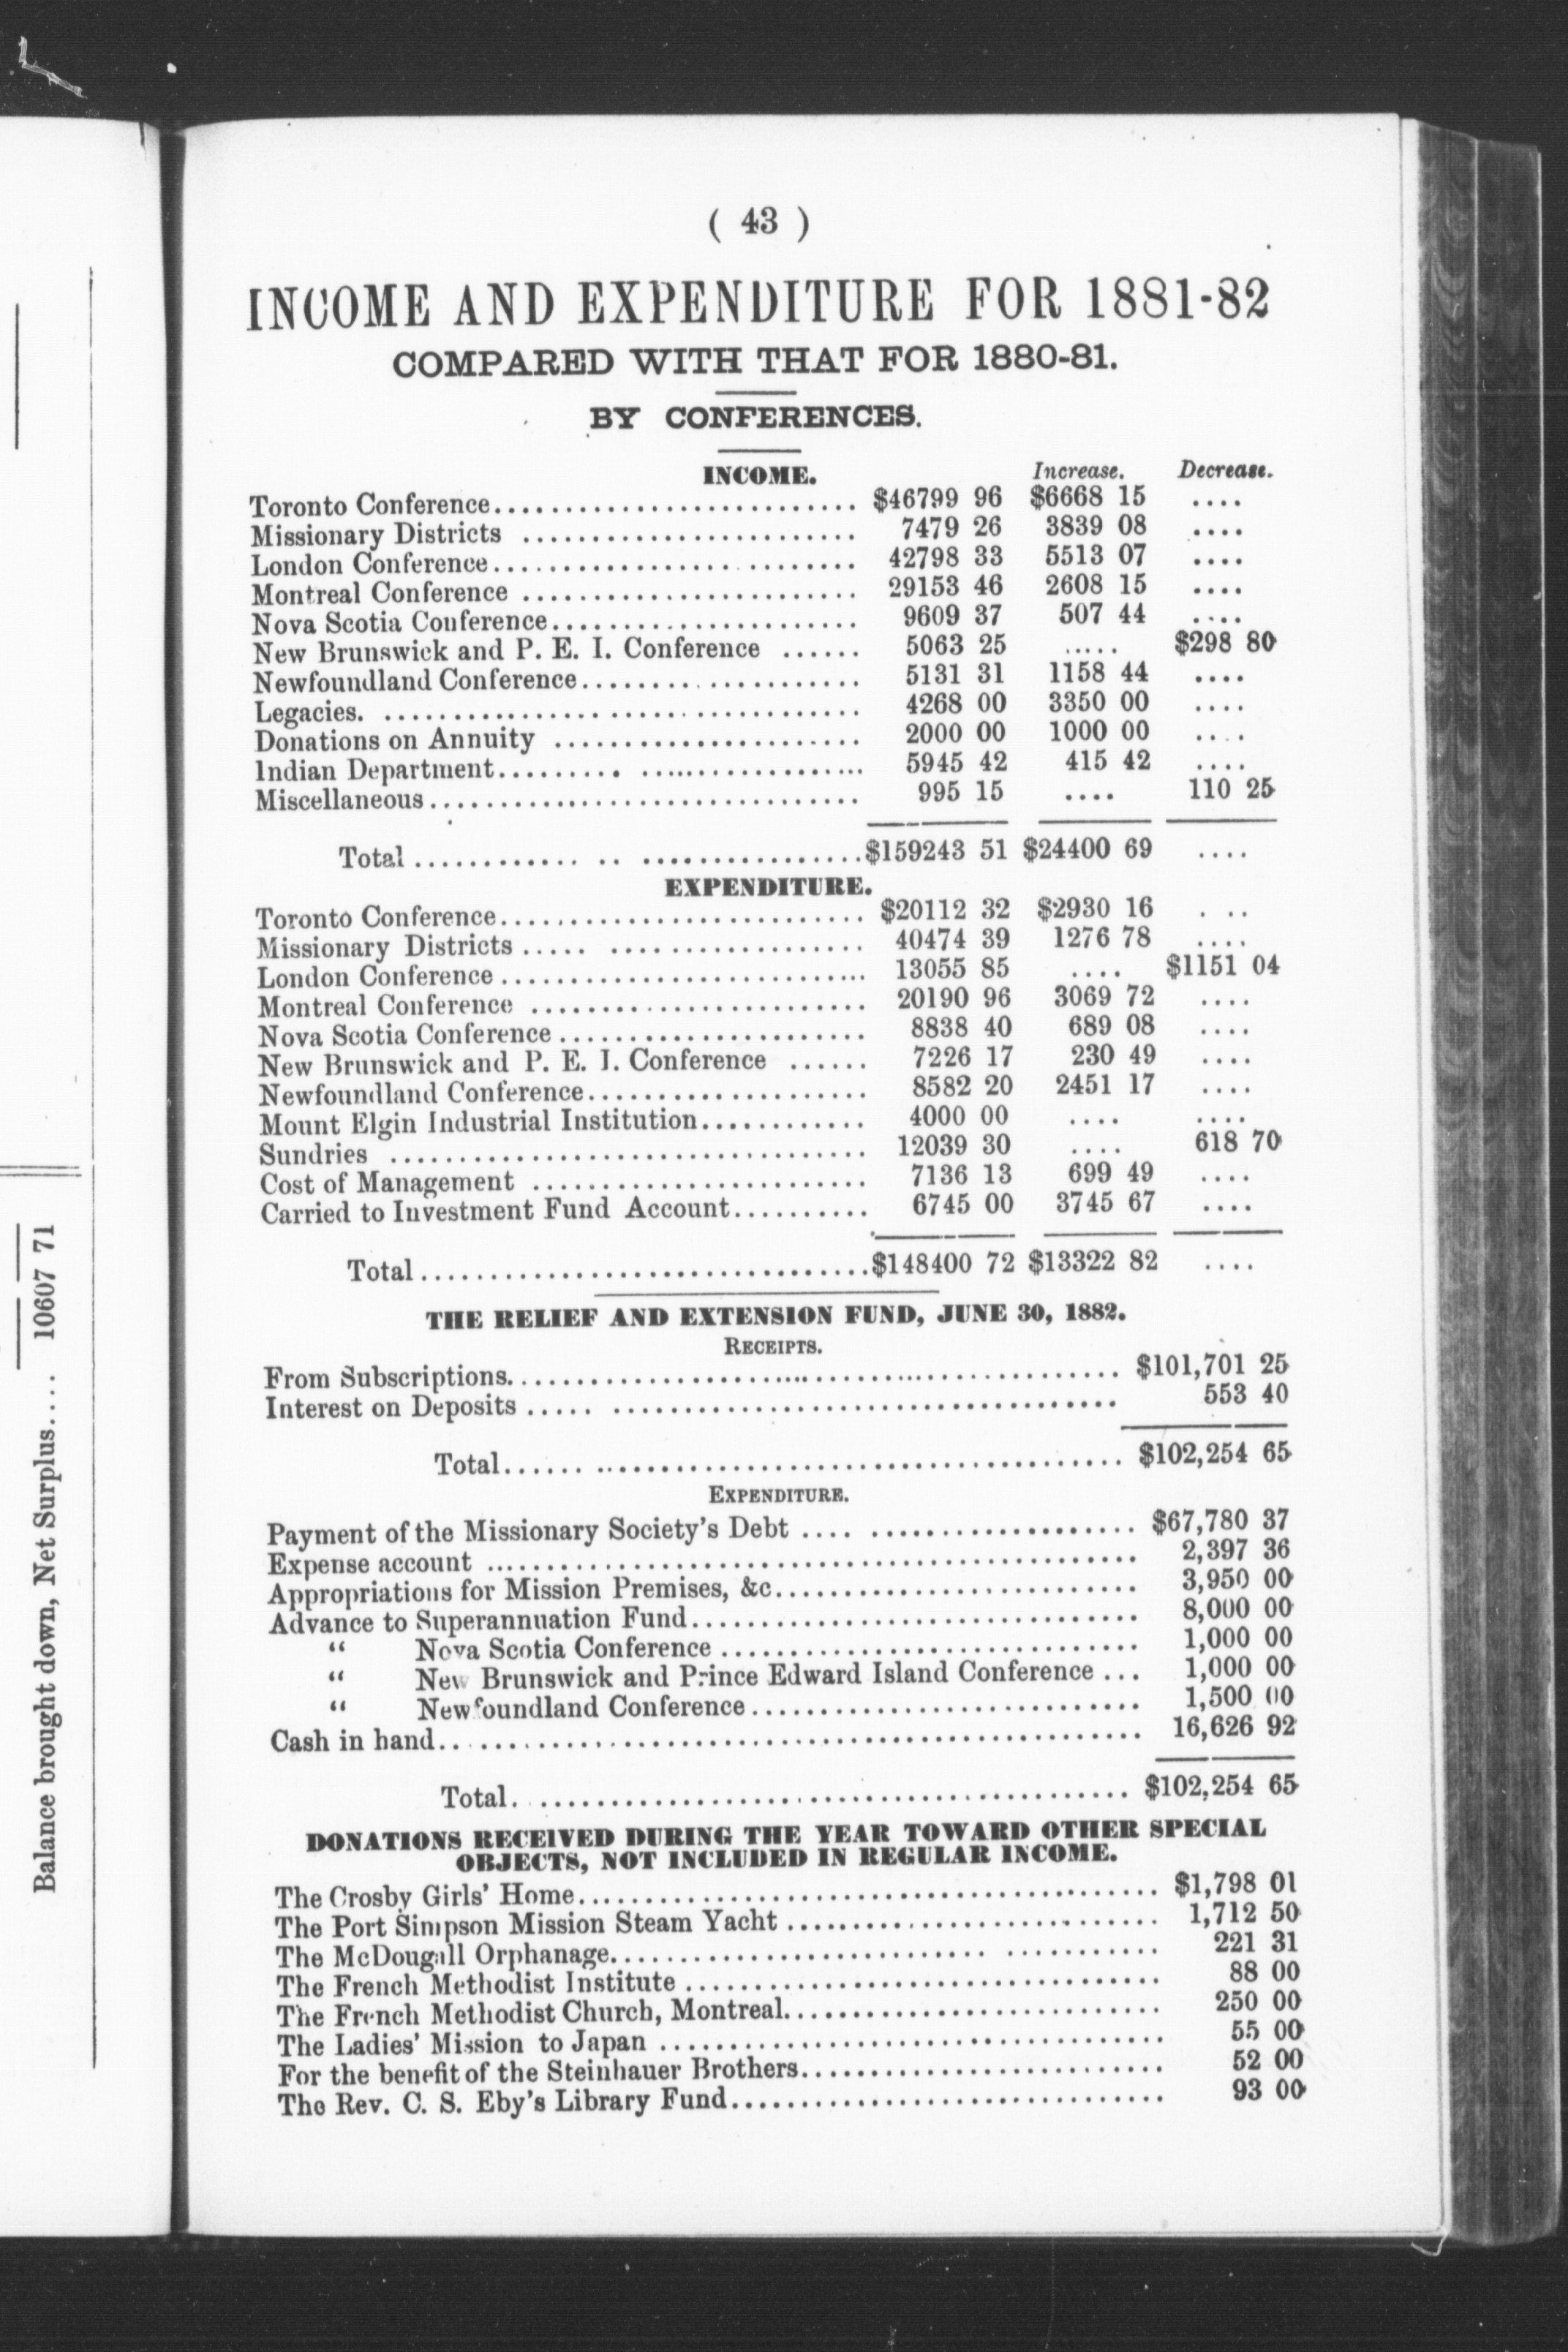 Balance brought down, Net Surplus.... 10607 71
( 43 )
INCOME AND EXPENDITURE FOR 1881-82
COMPARED WITH THAT FOR 1880-81.
BY CONFERENCES.
INCOME. Increase. Decrease.
Toronto Conference.......................... $46799 96 $6668 15 ....
Missionary Districts ........................ 7479 26 3839 08 ....
London Conference.......................... 42798 33 5513 07 ....
Montreal Conference ........................ 29153 46 2608 15 ....
Nova Scotia Conference...................... 9609 37 507 44 ....
New Brunswick and P. E. I. Conference ...... 5063 25 ..... $298 80
Newfoundland Conference.................... 5131 31 1158 44 ....
Legacies. .................................. 4268 00 3350 00 ....
Donations on Annuity ...................... 2000 00 1000 00 ....
Indian Department.......................... 5945 42 415 42 ....
Miscellaneous............................... 995 15 .... 110 25
Total ................................$159243 51 $24400 69 ....
EXPENDITURE.
Toronto Conference.......................... $20112 32 $2930 16 . ..
Missionary Districts ..... .................. 40474 39 1276 78 ....
London Conference .......................... 13055 85 .... $1151 04
Montreal Conference ........................ 20190 96 3069 72 ....
Nova Scotia Conference ...................... 8838 40 689 08 ....
New Brunswick and P. E. I. Conference ...... 7226 17 230 49 ....
Newfoundland Conference.................... 8582 20 2451 17 ....
Mount Elgin Industrial Institution............ 4000 00 .... ....
Sundries .................................. 12039 30 .... 618 70
Cost of Management ........................ 7136 13 699 49 ....
Carried to Investment Fund Account.......... 6745 00 3745 67 ....
Total................................$148400 72 $13322 82 ....
THE RELIEF AND EXTENSION FUND, JUNE 30, 1882.
RECEIPTS.
From Subscriptions............................................ $101,701 25
Interest on Deposits ..... .................................... 553 40
Total............................................ $102,254 65
EXPENDITURE.
Payment of the Missionary Society's Debt .... ................... $67,780 37
Expense account .............................................. 2,397 36
Appropriations for Mission Premises, &c.......................... 3,950 00
Advance to Superannuation Fund................................ 8,000 00
" Nova Scotia Conference .............................. 1,000 00
" New Brunswick and Prince Edward Island Conference ... 1,000 00
" Newfoundland Conference............................ 1,500 00
Cash in hand.................................................. 16,626 92
Total. .......................................... $102,254 65
DONATIONS RECEIVED DURING THE YEAR TOWARD OTHER SPECIAL
OBJECTS, NOT INCLUDED IN REGULAR INCOME.
The Crosby Girls' Home......................................... $1,798 01
The Port Simpson Mission Steam Yacht ........................... 1,712 50
The McDougall Orphanage........................... ........... 221 31
The French Methodist Institute .................................. 88 00
The French Methodist Church, Montreal........................... 250 00
The Ladies' Mission to Japan .................................... 55 00
For the benefit of the Steinhauer Brothers.......................... 52 00
The Rev. C. S. Eby's Library Fund............................... 93 00